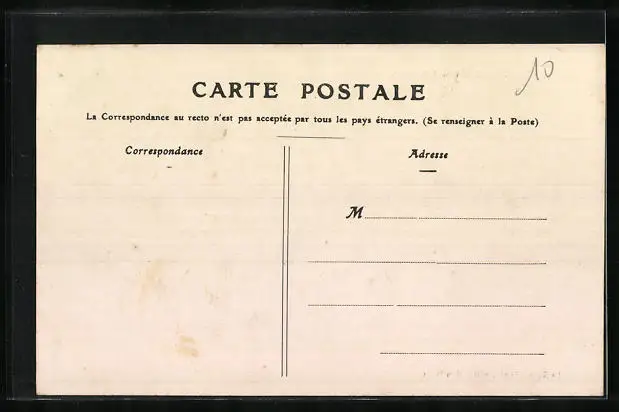 10
CARTE POSTALE
La Correspondance au recto n'est pas acceptée par tous les pays étrangers. (Se renseigner à la Poste)
Correspondance
Adresse
M